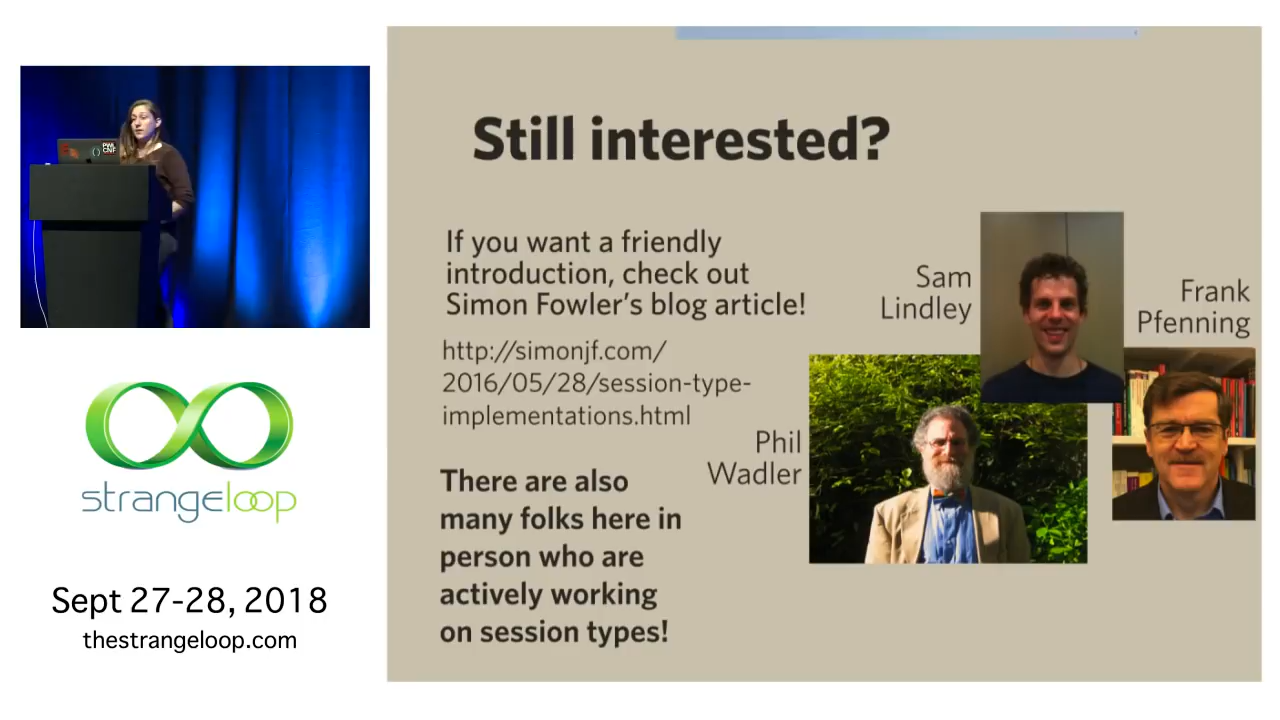 Still interested?
If you want a friendly
introduction, check out
Simon Fowler's blog article!
http://simonjf.com/
2016/05/28/session-type-
implementations.html
There are also
many folks here in
person who are
actively working
on session types!
Sam
Lindley
Frank
Pfenning
Phil
Wadler
PWL
CNF
strangeloop
Sept 27-28, 2018
thestrangeloop.com